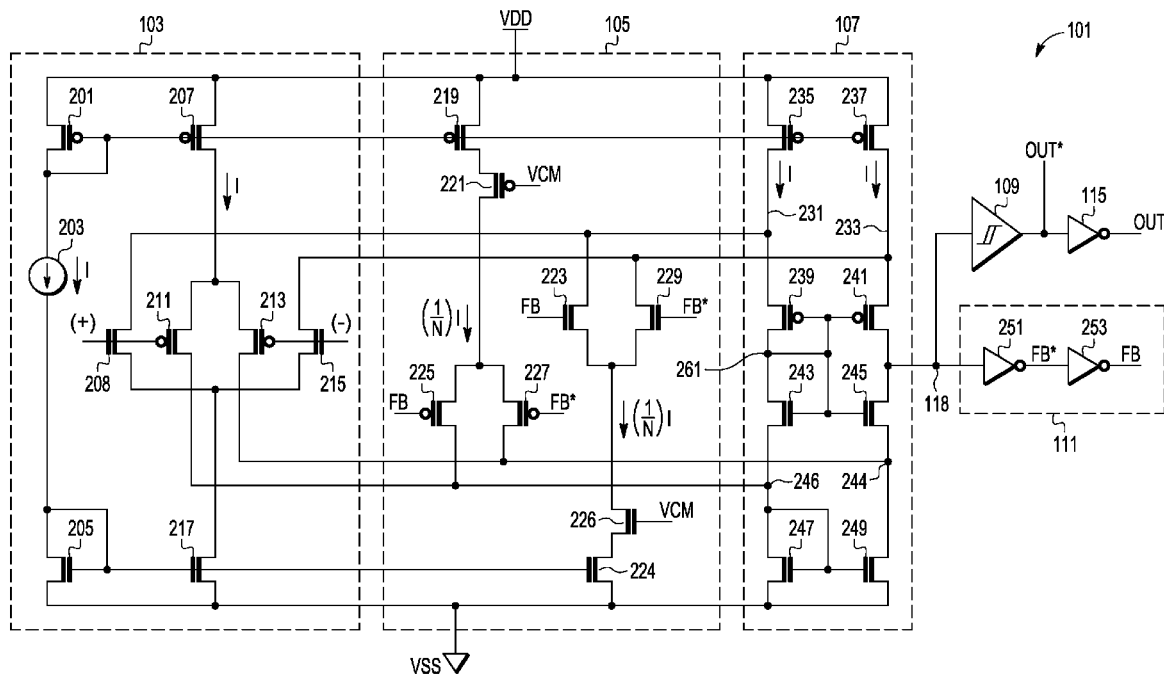 103
VDD
105
107
101
201
207
219
235
237
OUT*
221
VCM
I
I
I
109
115
231
OUT
203
I
233
223
229
239
241
(+)
211
213
(-)
FB
FB*
(1/N)I
251
253
208
215
225
227
261
243
245
FB*
FB
118
FB
FB*
(1/N)I
111
246
244
205
217
226
VCM
247
249
224
VSS